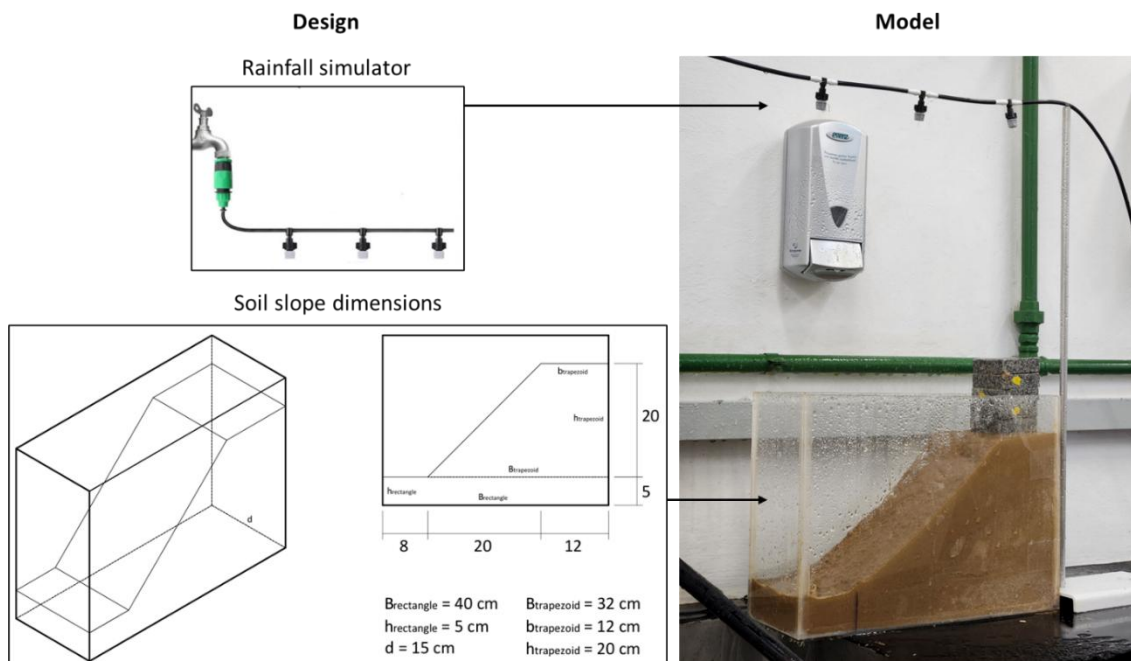 Design
Model
Rainfall simulator
Soil slope dimensions
d
btrapezoid
htrapezoid
Btrapezoid
hrectangle
Brectangle
20
5
8
20
12
Brectangle = 40 cm
hrectangle = 5 cm
d = 15 cm
Btrapezoid = 32 cm
btrapezoid = 12 cm
htrapezoid = 20 cm